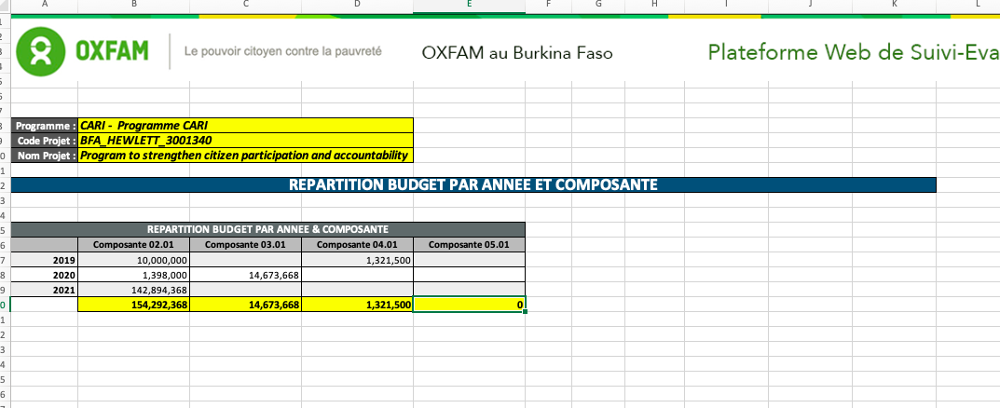 A B C D E F G H I J K L
OXFAM Le pouvoir citoyen contre la pauvreté OXFAM au Burkina Faso Plateforme Web de Suivi-Eva
Programme : CARI - Programme CARI
Code Projet : BFA_HEWLETT_3001340
Nom Projet : Program to strengthen citizen participation and accountability
REPARTITION BUDGET PAR ANNEE ET COMPOSANTE
REPARTITION BUDGET PAR ANNEE & COMPOSANTE
Composante 02.01 Composante 03.01 Composante 04.01 Composante 05.01
2019 10,000,000 1,321,500
2020 1,398,000 14,673,668
2021 142,894,368
154,292,368 14,673,668 1,321,500 0